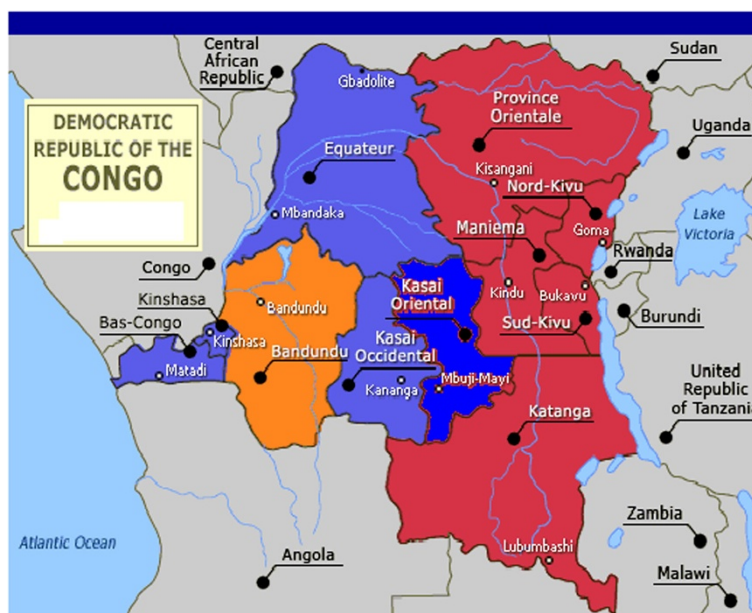 DEMOCRATIC
REPUBLIC OF THE
CONGO
Central
African
Republic
Gbadolite
Sudan
Province
Orientale
Uganda
Equateur
Kisangani
Nord-Kivu
Mbandaka
Maniema
Goma
Lake
Victoria
Congo
Rwanda
Kasai
Oriental
Kindu
Bukavu
Kinshasa
Bandundu
Burundi
Bas-Congo
Sud-Kivu
Kinshasa
Kasai
Occidental
Bandundu
Matadi
Mbuji-Mayi
Kananga
United
Republic
of Tanzania
Katanga
Zambia
Atlantic Ocean
Lubumbashi
Angola
Malawi